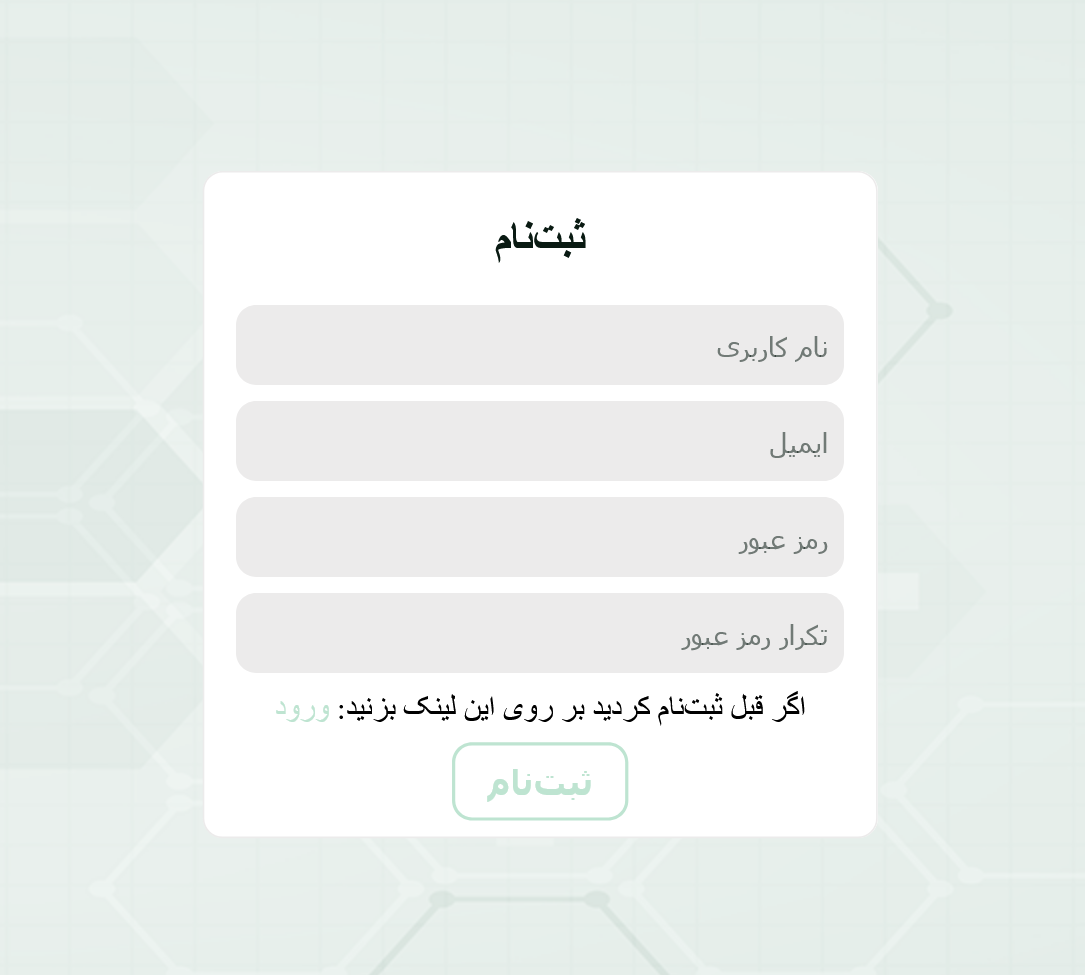 ثبت‌نام
نام کاربری
ایمیل
رمز عبور
تکرار رمز عبور
اگر قبل ثبت‌نام کردید بر روی این لینک بزنید: ورود
ثبت‌نام